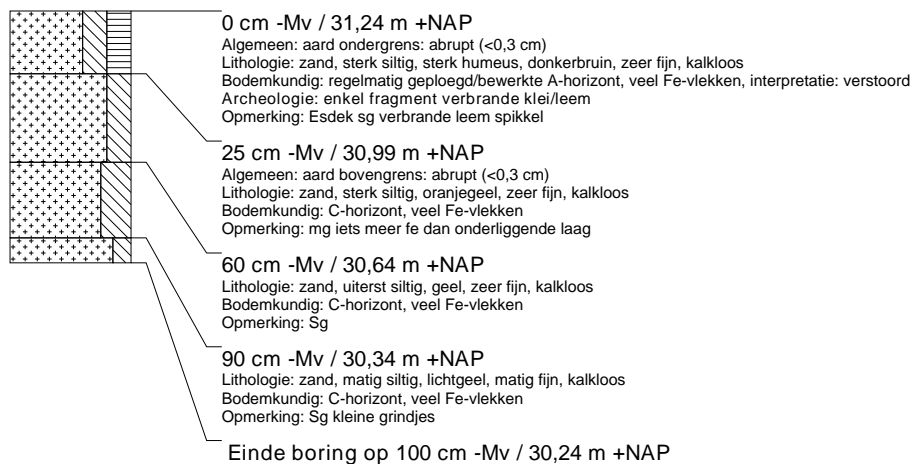 0 cm -Mv / 31,24 m +NAP
Algemeen: aard ondergrens: abrupt (<0,3 cm)
Lithologie: zand, sterk siltig, sterk humeus, donkerbruin, zeer fijn, kalkloos
Bodemkundig: regelmatig geploegd/bewerkte A-horizont, veel Fe-vlekken, interpretatie: verstoord
Archeologie: enkel fragment verbrande klei/leem
Opmerking: Esdek sg verbrande leem spikkel
25 cm -Mv / 30,99 m +NAP
Algemeen: aard bovengrens: abrupt (<0,3 cm)
Lithologie: zand, sterk siltig, oranjegeel, zeer fijn, kalkloos
Bodemkundig: C-horizont, veel Fe-vlekken
Opmerking: mg iets meer fe dan onderliggende laag
60 cm -Mv / 30,64 m +NAP
Lithologie: zand, uiterst siltig, geel, zeer fijn, kalkloos
Bodemkundig: C-horizont, veel Fe-vlekken
Opmerking: Sg
90 cm -Mv / 30,34 m +NAP
Lithologie: zand, matig siltig, lichtgeel, matig fijn, kalkloos
Bodemkundig: C-horizont, veel Fe-vlekken
Opmerking: Sg kleine grindjes
Einde boring op 100 cm -Mv / 30,24 m +NAP